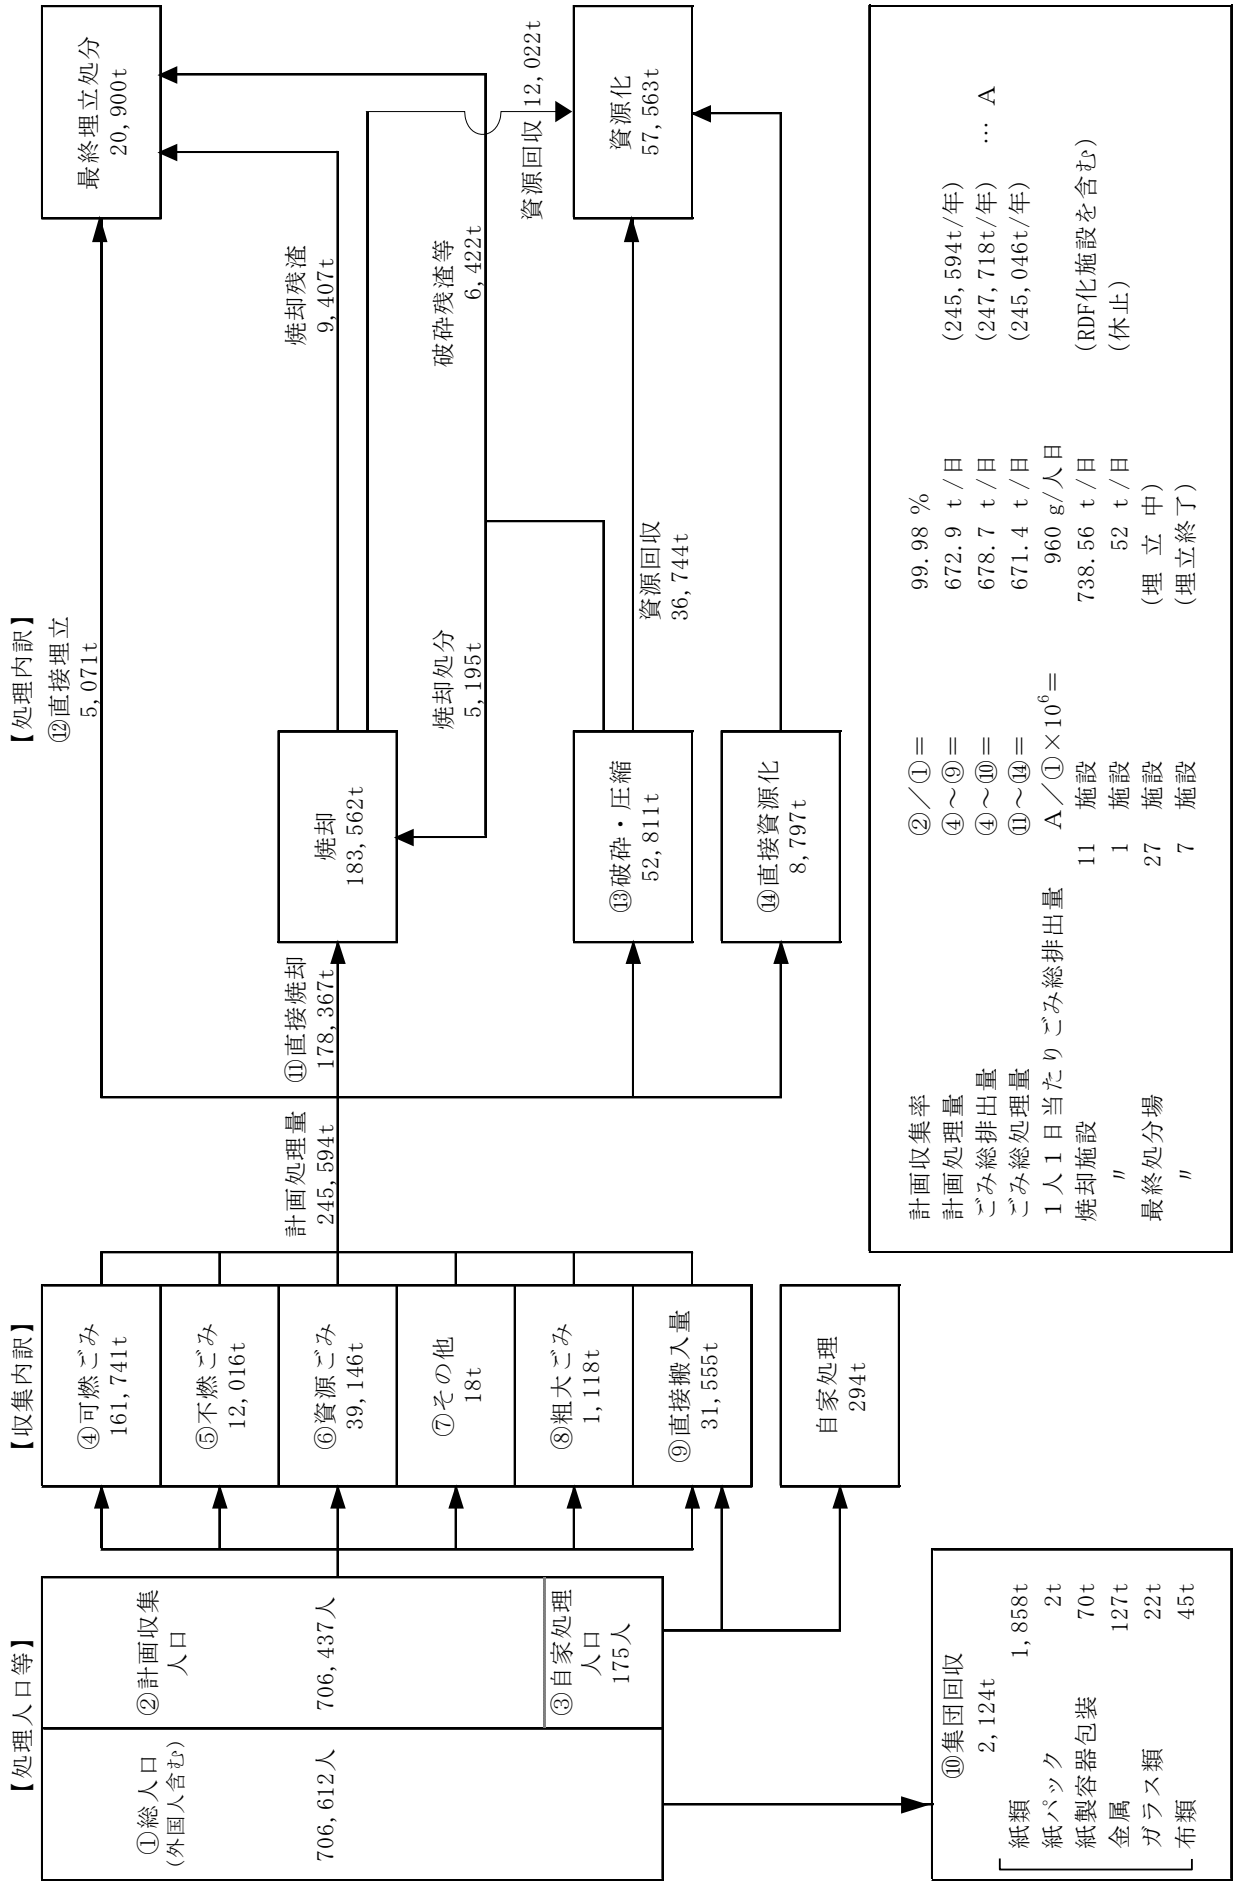 【処理人口等】
①総人口
(外国人含む)
706,612人
②計画収集
人口
706,437人
③自家処理
人口
175人
⑩集団回収
2,124t
紙類 1,858t
紙パック 2t
紙製容器包装 70t
金属 127t
ガラス類 22t
布類 45t
【収集内訳】
④可燃ごみ
161,741t
⑤不燃ごみ
12,016t
⑥資源ごみ
39,146t
⑦その他
18t
⑧粗大ごみ
1,118t
⑨直接搬入量
31,555t
自家処理
294t
計画処理量
245,594t
【処理内訳】
⑫直接埋立
5,071t
⑪直接焼却
178,367t
焼却
183,562t
焼却残渣
9,407t
焼却処分
5,195t
破砕残渣等
6,422t
⑬破砕・圧縮
52,811t
資源回収
36,744t
資源回収 12,022t
⑭直接資源化
8,797t
最終埋立処分
20,900t
資源化
57,563t
計画収集率 ②／①＝ 99.98 %
計画処理量 ④～⑨＝ 672.9 t/日 (245,594t/年)
ごみ総排出量 ④～⑩＝ 678.7 t/日 (247,718t/年) … A
ごみ総処理量 ⑪～⑭＝ 671.4 t/日 (245,046t/年)
１人１日当たりごみ総排出量 A／①×10⁶＝ 960 g/人日
焼却施設 11 施設 738.56 t/日 (RDF化施設を含む)
〃 1 施設 52 t/日 (休止)
最終処分場 27 施設 (埋 立 中)
〃 7 施設 (埋立終了)